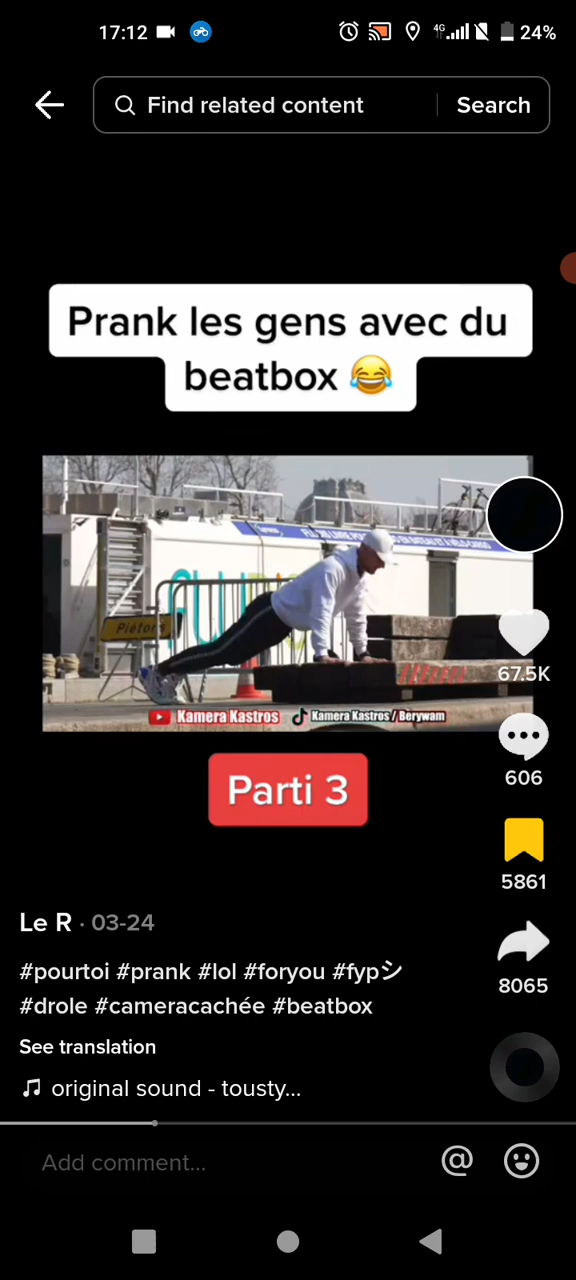 17:12
4G
24%
Find related content
Search
Prank les gens avec du
beatbox 😂
Piétons
Kamera Kastros
Kamera Kastros / Berywam
Parti 3
67.5K
606
5861
8065
Le R · 03-24
#pourtoi #prank #lol #foryou #fypシ
#drole #cameracachée #beatbox
See translation
original sound - tousty...
Add comment...